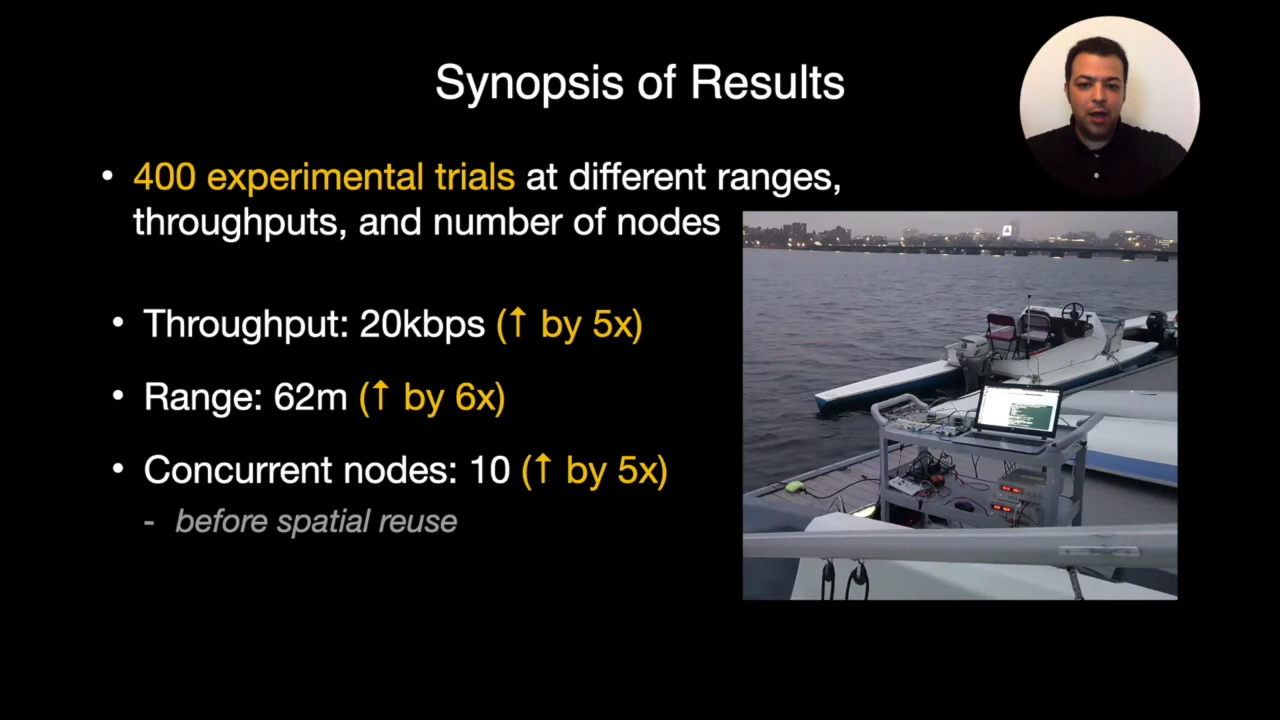 Synopsis of Results
• 400 experimental trials at different ranges,
throughputs, and number of nodes
• Throughput: 20kbps (↑ by 5x)
• Range: 62m (↑ by 6x)
• Concurrent nodes: 10 (↑ by 5x)
- before spatial reuse